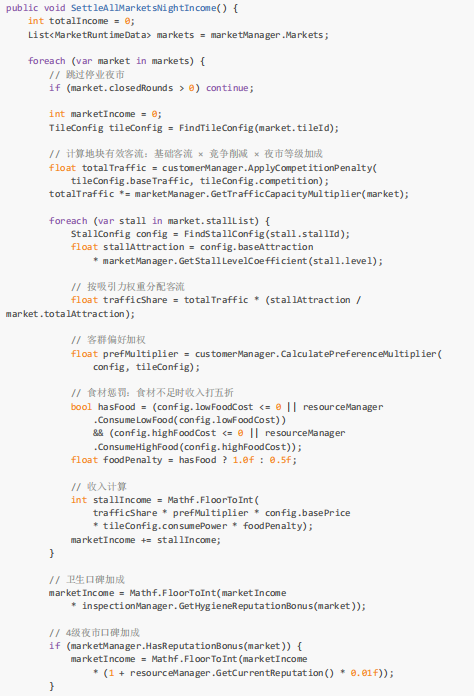 public void SettleAllMarketsNightIncome() {
    int totalIncome = 0;
    List<MarketRuntimeData> markets = marketManager.Markets;

    foreach (var market in markets) {
        // 跳过停业夜市
        if (market.closedRounds > 0) continue;

        int marketIncome = 0;
        TileConfig tileConfig = FindTileConfig(market.tileId);

        // 计算地块有效客流：基础客流 × 竞争削减 × 夜市等级加成
        float totalTraffic = customerManager.ApplyCompetitionPenalty(
            tileConfig.baseTraffic, tileConfig.competition);
        totalTraffic *= marketManager.GetTrafficCapacityMultiplier(market);

        foreach (var stall in market.stallList) {
            StallConfig config = FindStallConfig(stall.stallId);
            float stallAttraction = config.baseAttraction
                * marketManager.GetStallLevelCoefficient(stall.level);

            // 按吸引力权重分配客流
            float trafficShare = totalTraffic * (stallAttraction /
market.totalAttraction);

            // 客群偏好加权
            float prefMultiplier = customerManager.CalculatePreferenceMultiplier(
                config, tileConfig);

            // 食材惩罚：食材不足时收入打五折
            bool hasFood = (config.lowFoodCost <= 0 || resourceManager
                .ConsumeLowFood(config.lowFoodCost))
                && (config.highFoodCost <= 0 || resourceManager
                .ConsumeHighFood(config.highFoodCost));
            float foodPenalty = hasFood ? 1.0f : 0.5f;

            // 收入计算
            int stallIncome = Mathf.FloorToInt(
                trafficShare * prefMultiplier * config.basePrice
                * tileConfig.consumePower * foodPenalty);
            marketIncome += stallIncome;
        }

        // 卫生口碑加成
        marketIncome = Mathf.FloorToInt(marketIncome
            * inspectionManager.GetHygieneReputationBonus(market));

        // 4级夜市口碑加成
        if (marketManager.HasReputationBonus(market)) {
            marketIncome = Mathf.FloorToInt(marketIncome
                * (1 + resourceManager.GetCurrentReputation() * 0.01f));
        }